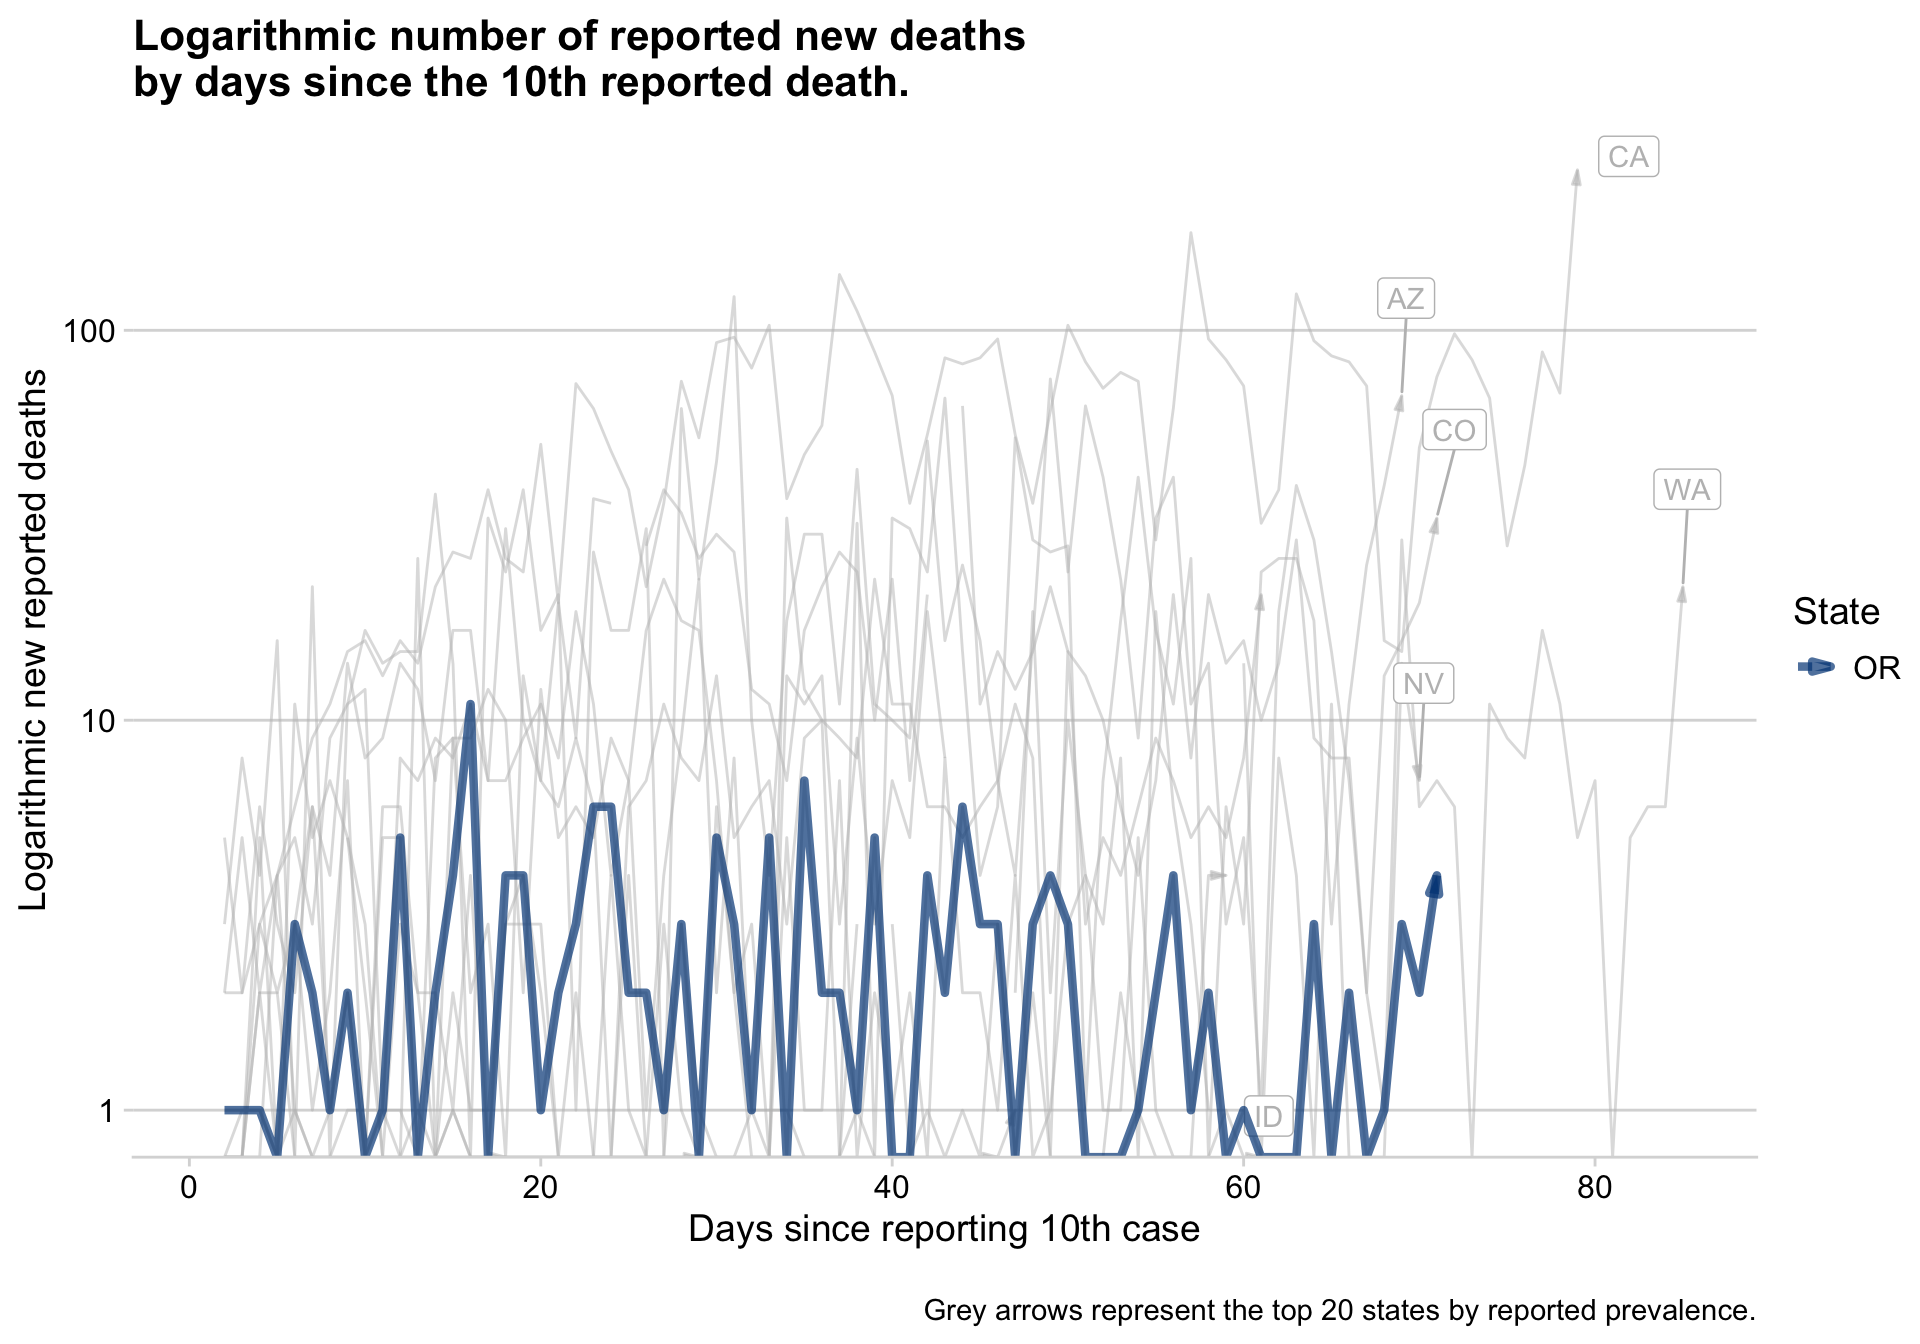 Logarithmic number of reported new deaths
by days since the 10th reported death.
CA
AZ
100
CO
WA
NV
10
ID
1
Logarithmic new reported deaths
State
OR
0 20 40 60 80
Days since reporting 10th case
Grey arrows represent the top 20 states by reported prevalence.